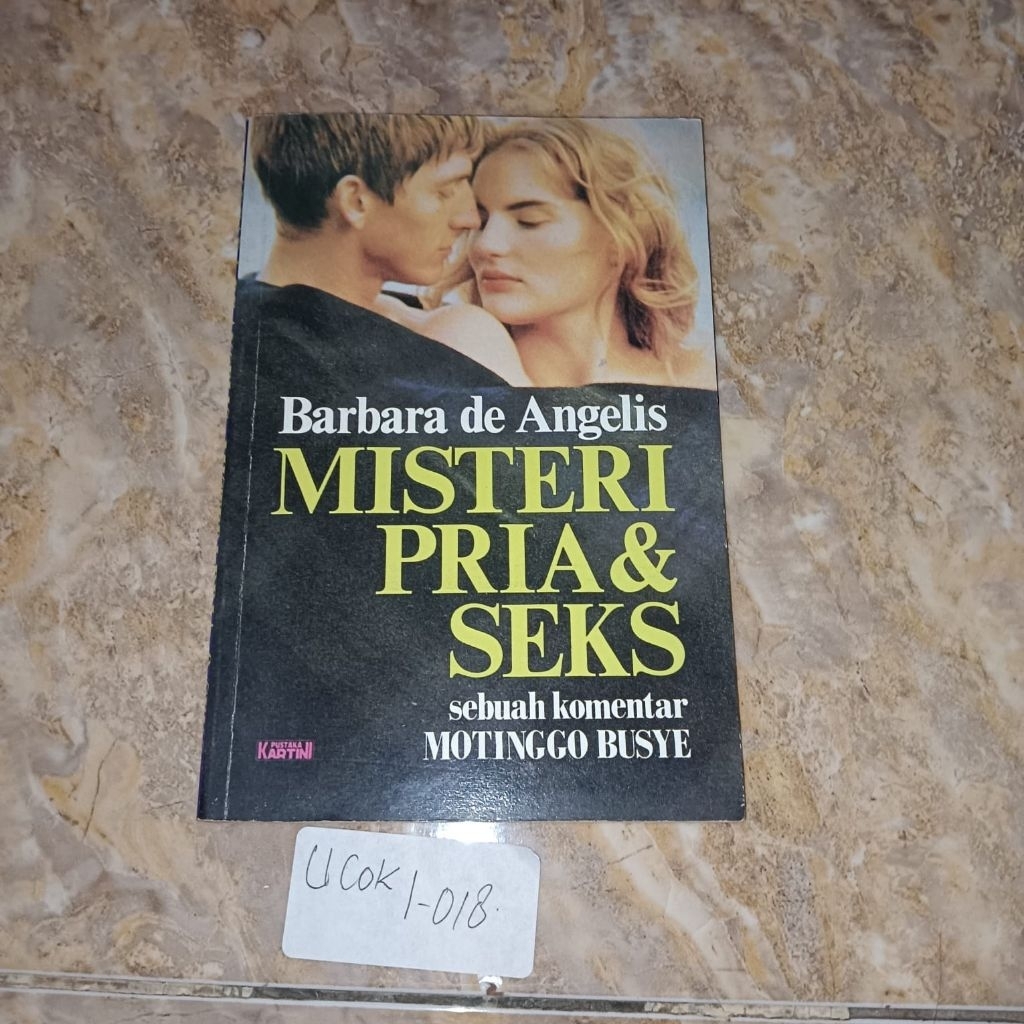 Barbara de Angelis
MISTERI
PRIA &
SEKS
sebuah komentar
MOTINGGO BUSYE
PUSTAKA
KARTINI
Ucok
1-018.